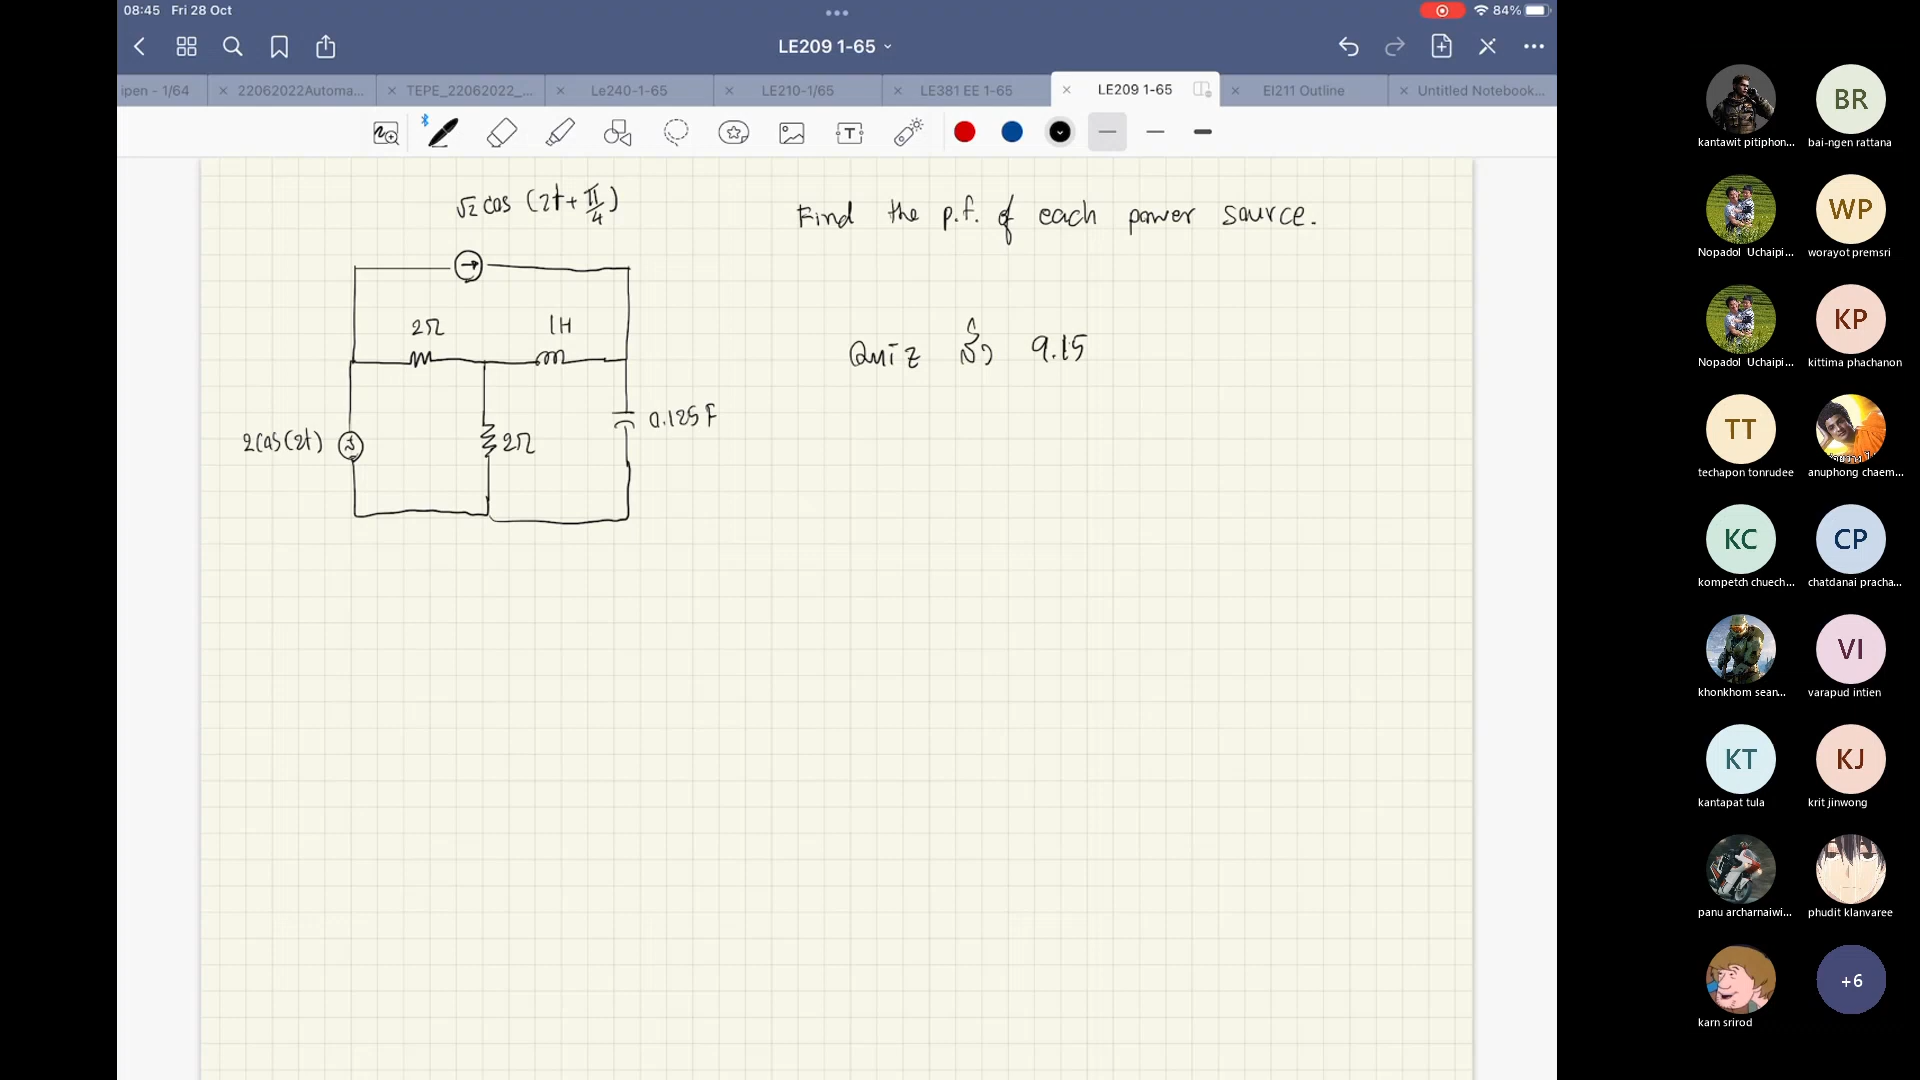 08:45 Fri 28 Oct
84%
LE209 1-65
ipen - 1/64
22062022Automa...
TEPE_22062022_...
Le240-1-65
LE210-1/65
LE381 EE 1-65
LE209 1-65
EI211 Outline
Untitled Notebook...
√2 cos (2t + π/4)
Find the p.f. of each power source.
2Ω
1H
Quiz ส่ง 9.15
2cos(2t)
2Ω
0.125 F
kantawit pitiphon...
BR
bai-ngen rattana
Nopadol Uchaipi...
WP
worayot premsri
Nopadol Uchaipi...
KP
kittima phachanon
TT
techapon tonrudee
anuphong chaem...
KC
kompetch chuech...
CP
chatdanai pracha...
khonkhom sean...
VI
varapud intien
KT
kantapat tula
KJ
krit jinwong
panu archarnaiwi...
phudit klanvaree
karn srirod
+6